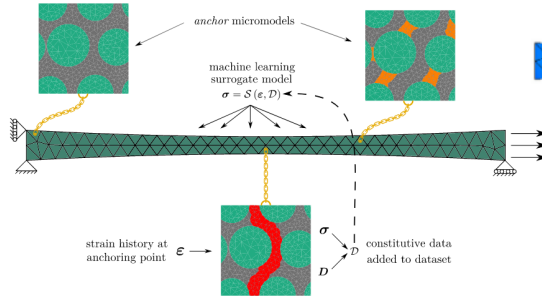 anchor micromodels
machine learning
surrogate model
σ = S (ε, D)
strain history at
anchoring point
ε
σ
D
D
constitutive data
added to dataset